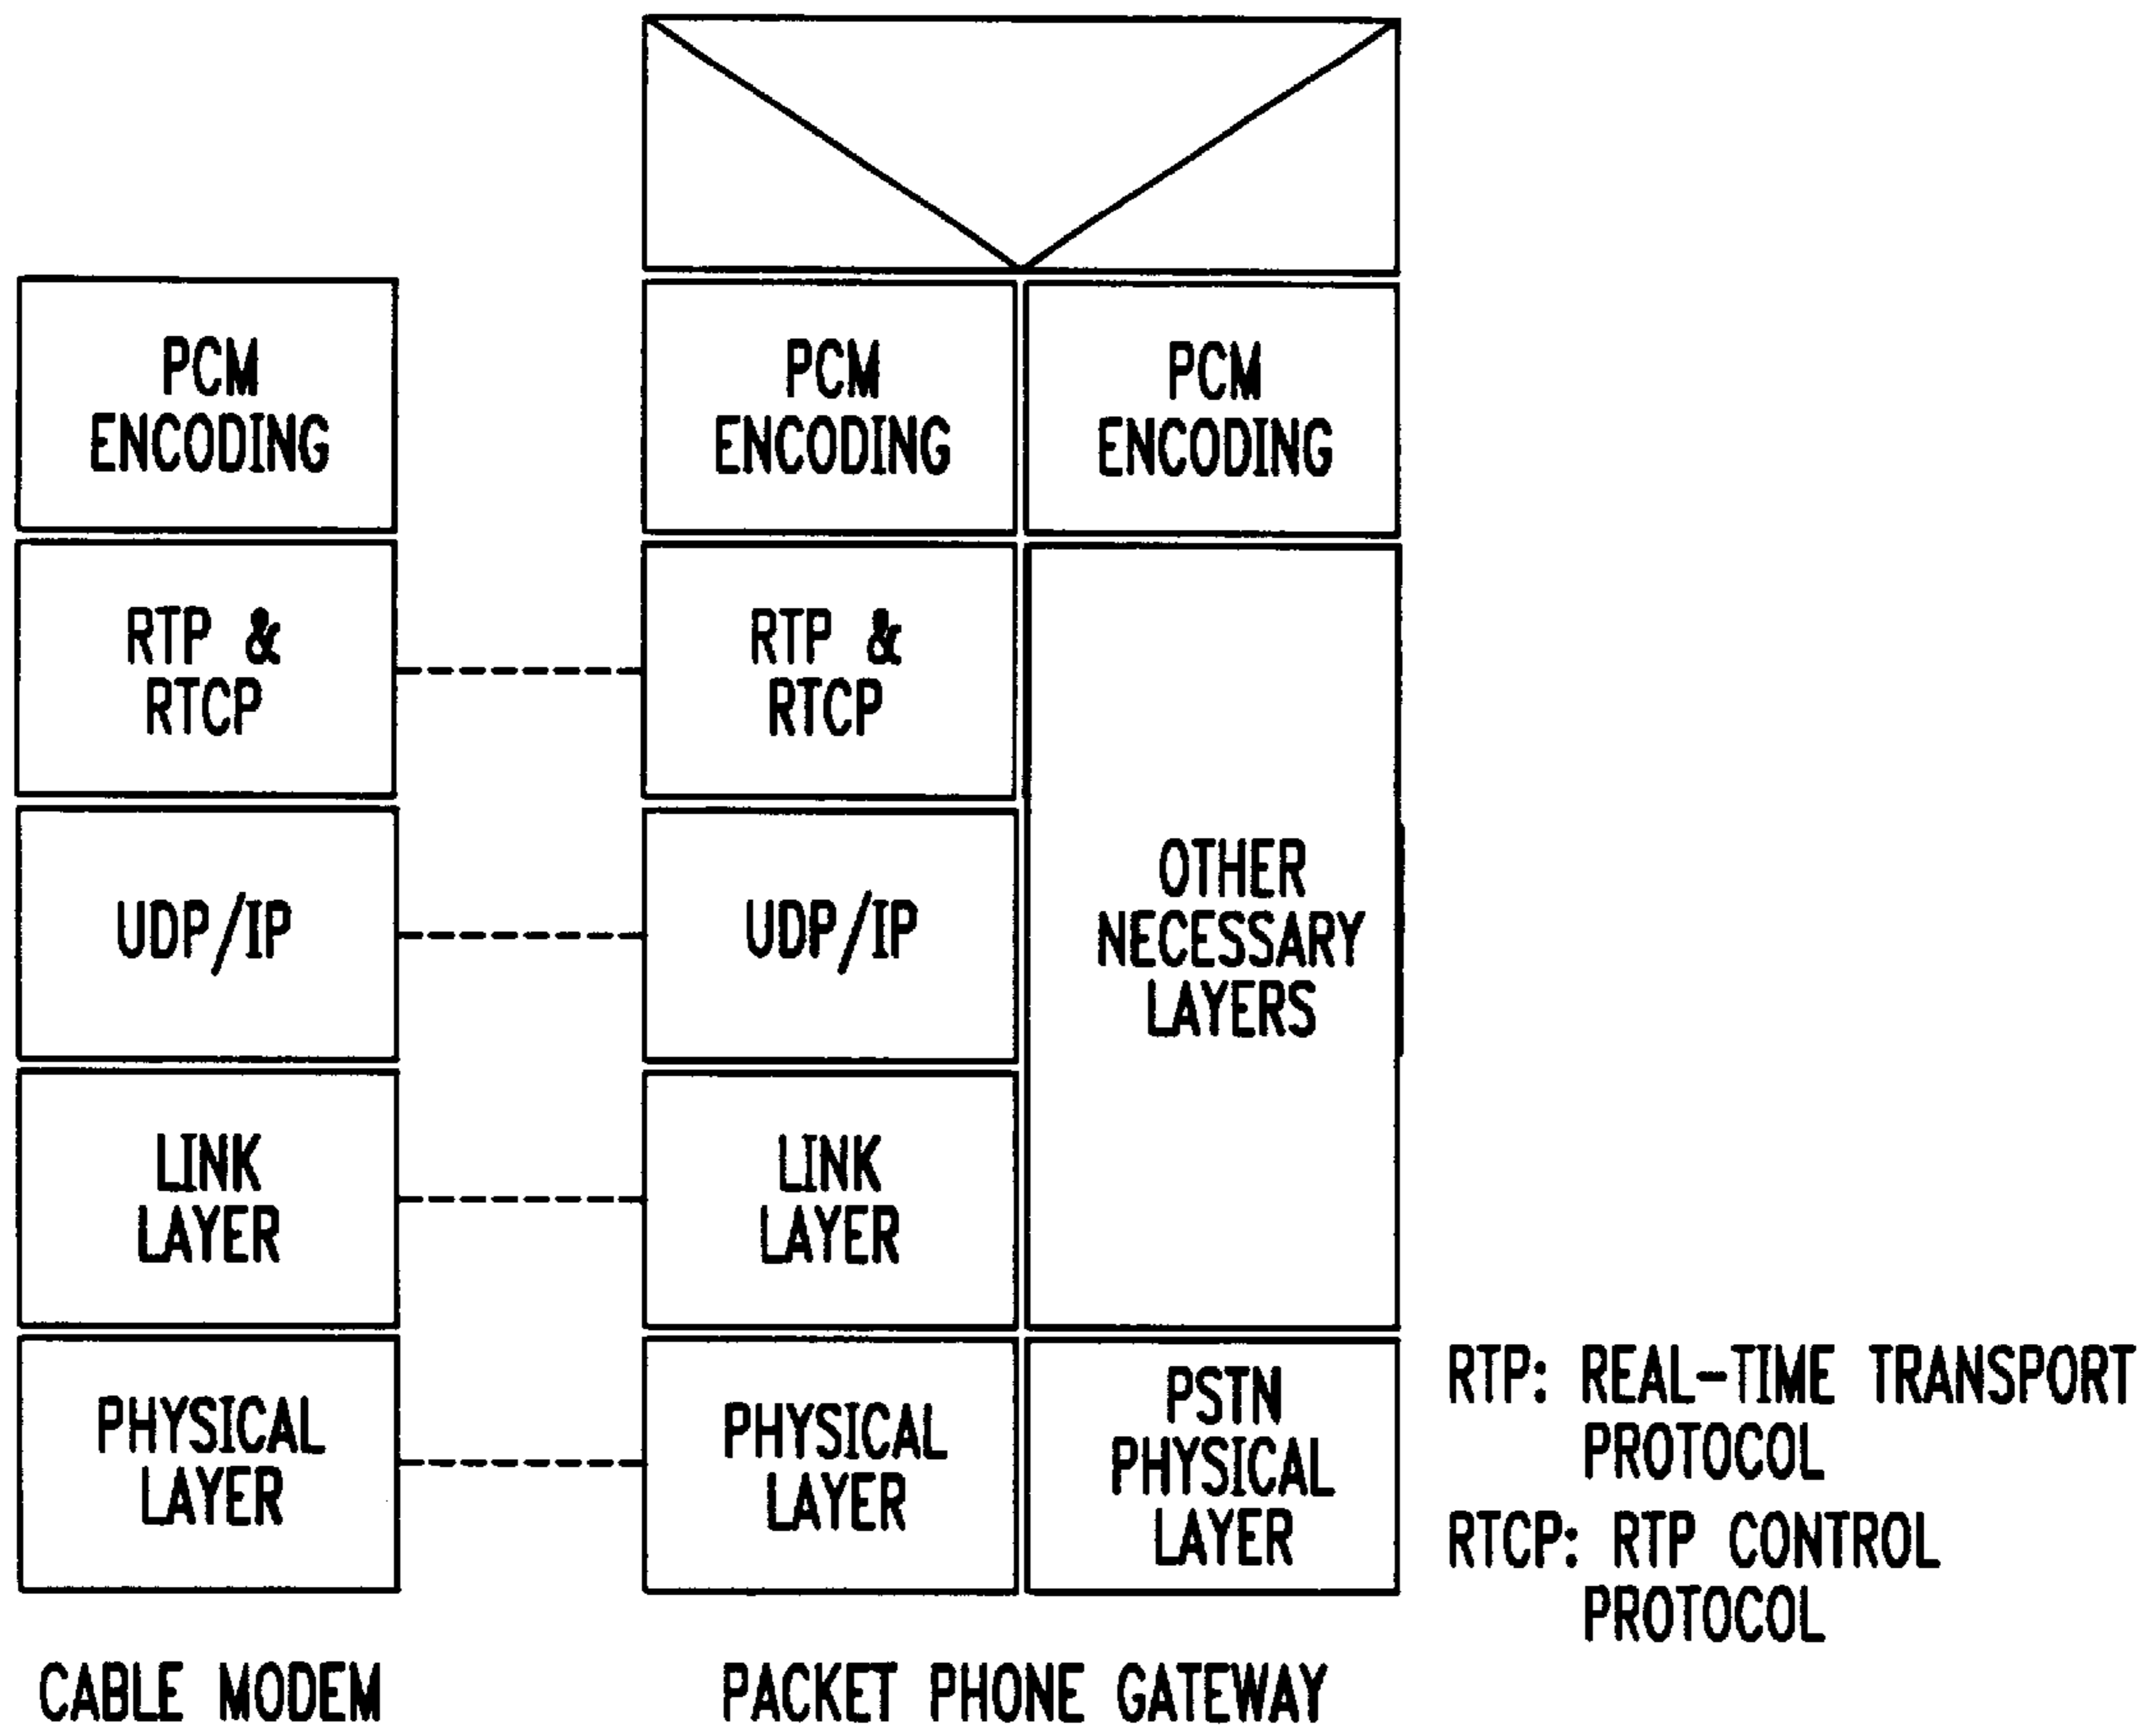 PCM
ENCODING
PCM
ENCODING
PCM
ENCODING
RTP &
RTCP
RTP &
RTCP
OTHER
NECESSARY
LAYERS
UDP/IP
UDP/IP
LINK
LAYER
LINK
LAYER
PHYSICAL
LAYER
PHYSICAL
LAYER
PSTN
PHYSICAL
LAYER
RTP: REAL-TIME TRANSPORT
PROTOCOL
RTCP: RTP CONTROL
PROTOCOL
CABLE MODEM
PACKET PHONE GATEWAY